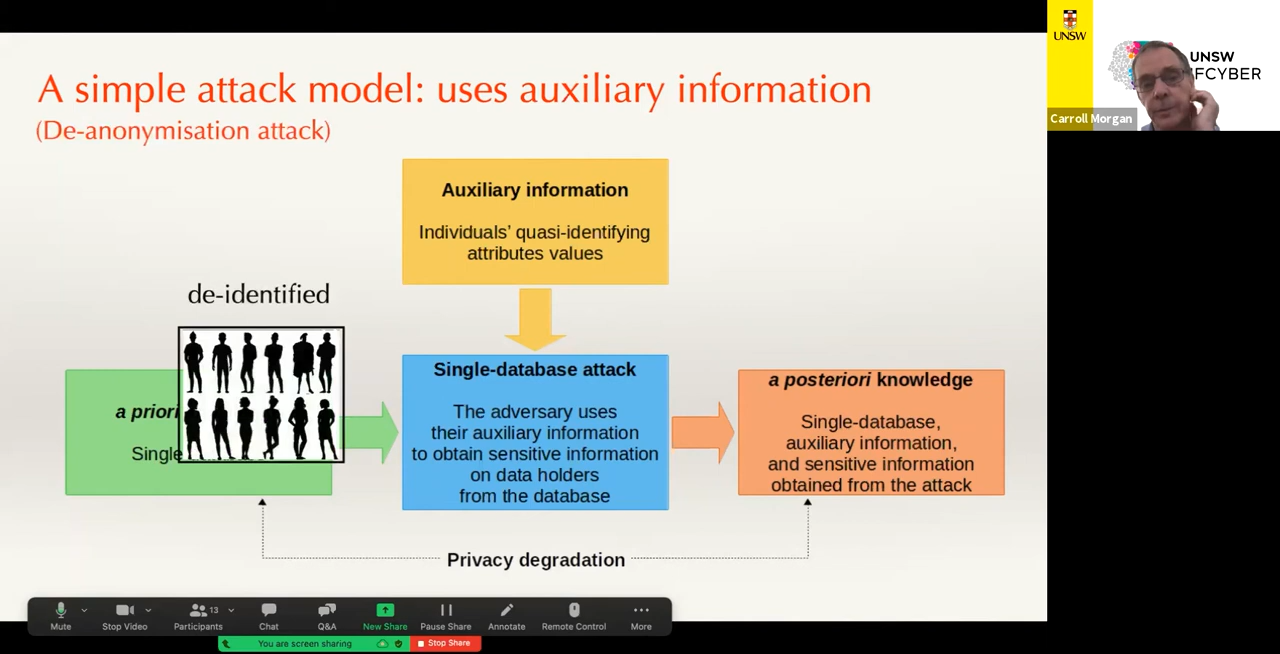 A simple attack model: uses auxiliary information
(De-anonymisation attack)
Auxiliary information
Individuals' quasi-identifying
attributes values
de-identified
a priori
Single
Single-database attack
The adversary uses
their auxiliary information
to obtain sensitive information
on data holders
from the database
a posteriori knowledge
Single-database,
auxiliary information,
and sensitive information
obtained from the attack
Privacy degradation
UNSW
UNSW
IFCYBER
Carroll Morgan
Mute
Stop Video
13
Participants
Chat
Q&A
New Share
Pause Share
Annotate
Remote Control
More
You are screen sharing
Stop Share